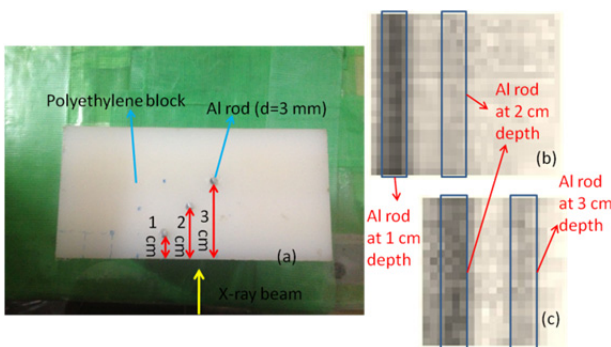 Polyethylene block
Al rod (d=3 mm)
1
cm
2
cm
3
cm
(a)
X-ray beam
(b)
Al rod
at 2 cm
depth
Al rod
at 1 cm
depth
Al rod
at 3 cm
depth
(c)